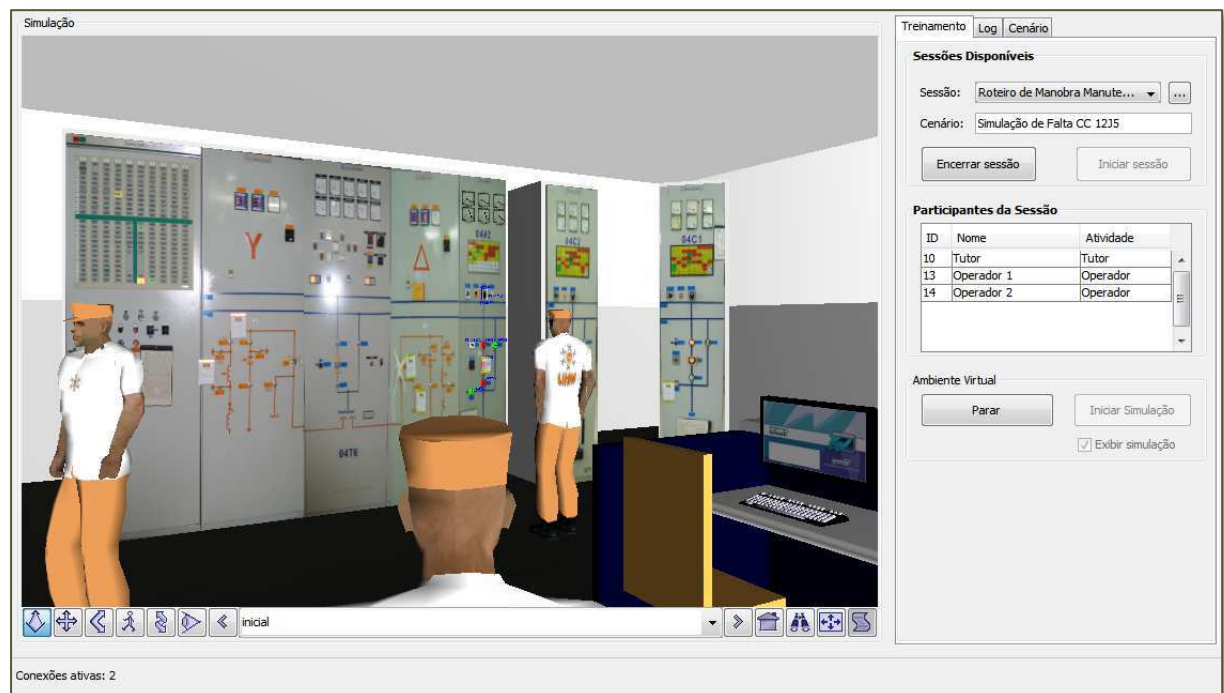 Simulação
Treinamento Log Cenário
Sessões Disponíveis
Sessão: Roteiro de Manobra Manute... ...
Cenário: Simulação de Falta CC 12J5
Encerrar sessão Iniciar sessão
Participantes da Sessão
ID Nome Atividade
10 Tutor Tutor
13 Operador 1 Operador
14 Operador 2 Operador
Ambiente Virtual
Parar Iniciar Simulação
Exibir simulação
04C1
04T6
inicial
Conexões ativas: 2